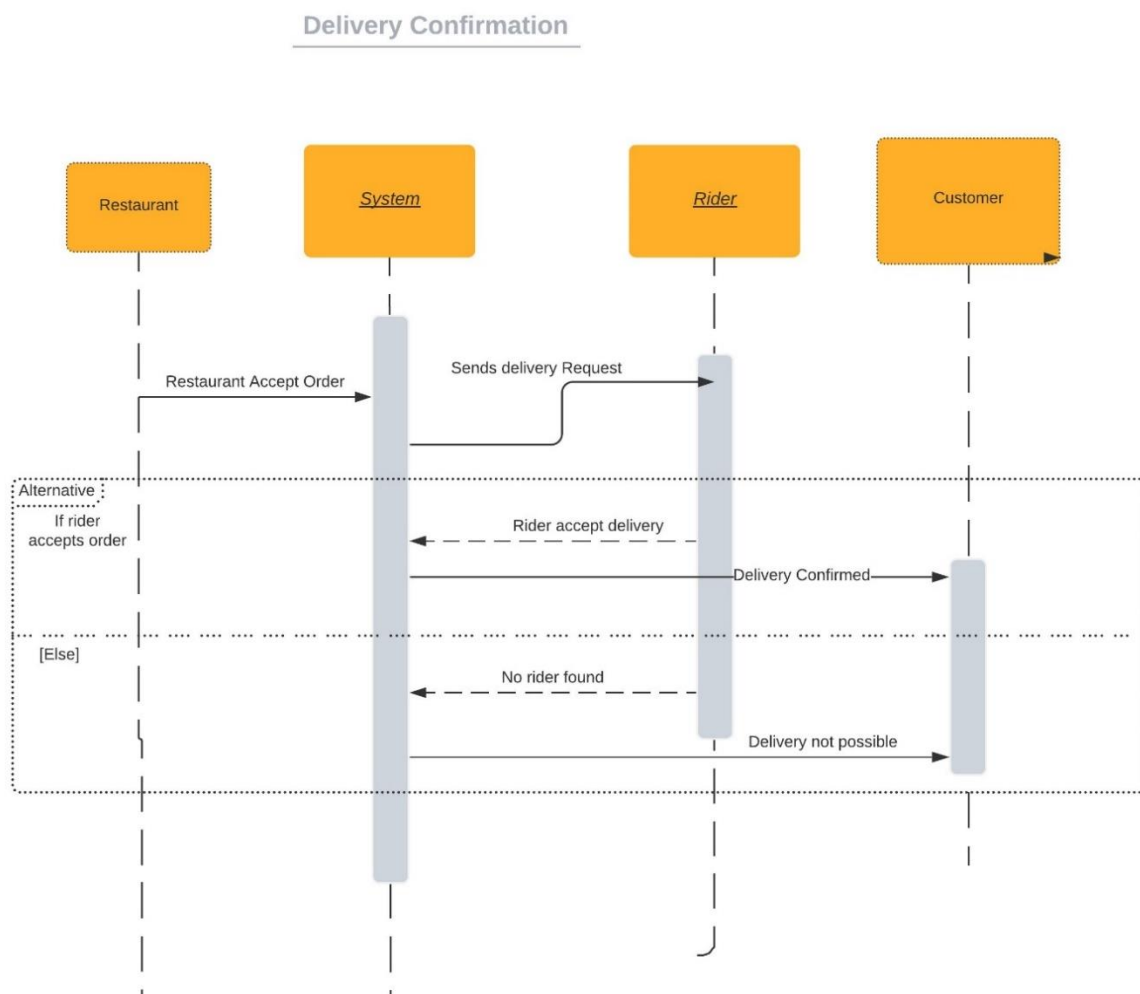 Delivery Confirmation
Restaurant
System
Rider
Customer
Sends delivery Request
Restaurant Accept Order
Alternative
If rider
accepts order
Rider accept delivery
Delivery Confirmed
[Else]
No rider found
Delivery not possible